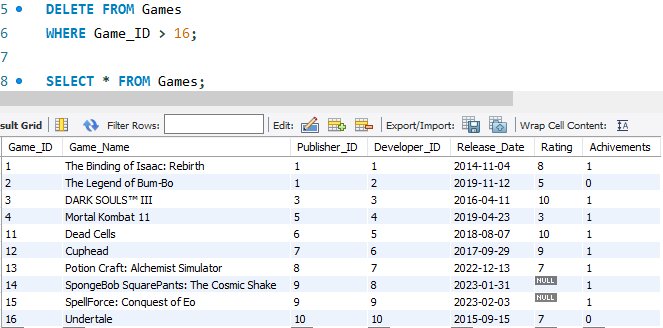 5 DELETE FROM Games
6 WHERE Game_ID > 16;
7
8 SELECT * FROM Games;
sult Grid Filter Rows: Edit: Export/Import: Wrap Cell Content: IA
Game_ID Game_Name Publisher_ID Developer_ID Release_Date Rating Achivements
1 The Binding of Isaac: Rebirth 1 1 2014-11-04 8 1
2 The Legend of Bum-Bo 1 2 2019-11-12 5 0
3 DARK SOULS™ III 3 3 2016-04-11 10 1
4 Mortal Kombat 11 5 4 2019-04-23 3 1
11 Dead Cells 6 5 2018-08-07 10 1
12 Cuphead 7 6 2017-09-29 9 1
13 Potion Craft: Alchemist Simulator 8 7 2022-12-13 7 1
14 SpongeBob SquarePants: The Cosmic Shake 9 8 2023-01-31 NULL 1
15 SpellForce: Conquest of Eo 9 9 2023-02-03 NULL 1
16 Undertale 10 10 2015-09-15 7 0